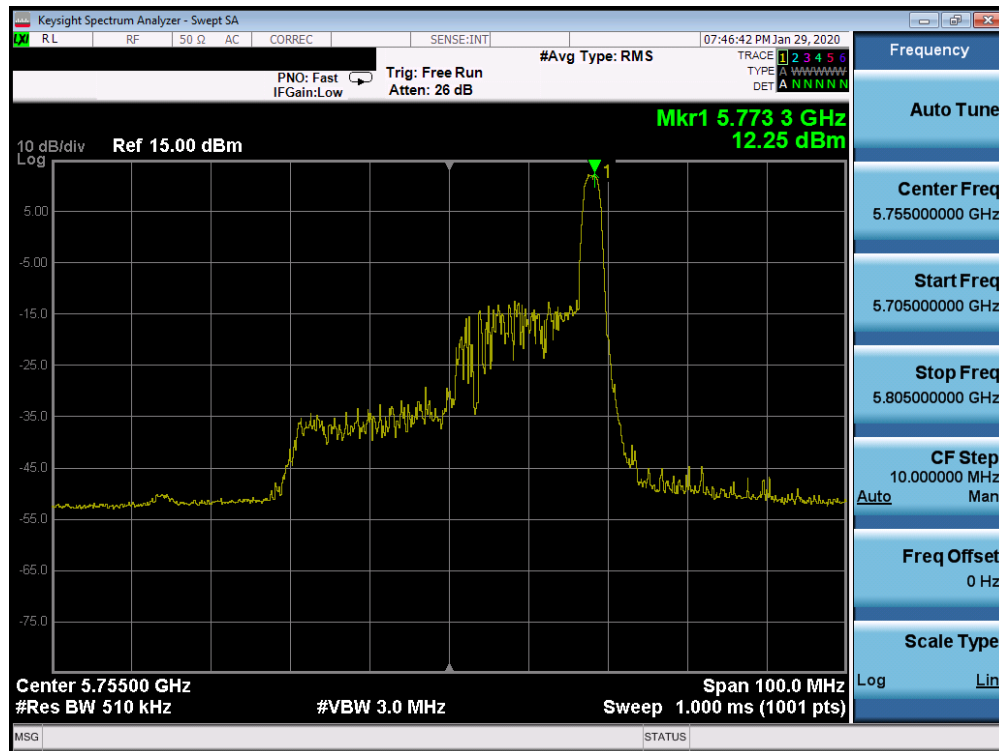 Keysight Spectrum Analyzer - Swept SA
LXI RL RF 50 Ω AC CORREC SENSE:INT 07:46:42 PM Jan 29, 2020
#Avg Type: RMS
TRACE 1 2 3 4 5 6
PNO: Fast Trig: Free Run
TYPE A WWWWW
IFGain:Low Atten: 26 dB
DET A N N N N N
Mkr1 5.773 3 GHz
12.25 dBm
10 dB/div Ref 15.00 dBm
Log
1
5.00
-5.00
-15.0
-25.0
-35.0
-45.0
-55.0
-65.0
-75.0
Center 5.75500 GHz Span 100.0 MHz
#Res BW 510 kHz #VBW 3.0 MHz Sweep 1.000 ms (1001 pts)
MSG STATUS
Frequency
Auto Tune
Center Freq
5.755000000 GHz
Start Freq
5.705000000 GHz
Stop Freq
5.805000000 GHz
CF Step
10.000000 MHz
Auto Man
Freq Offset
0 Hz
Scale Type
Log Lin